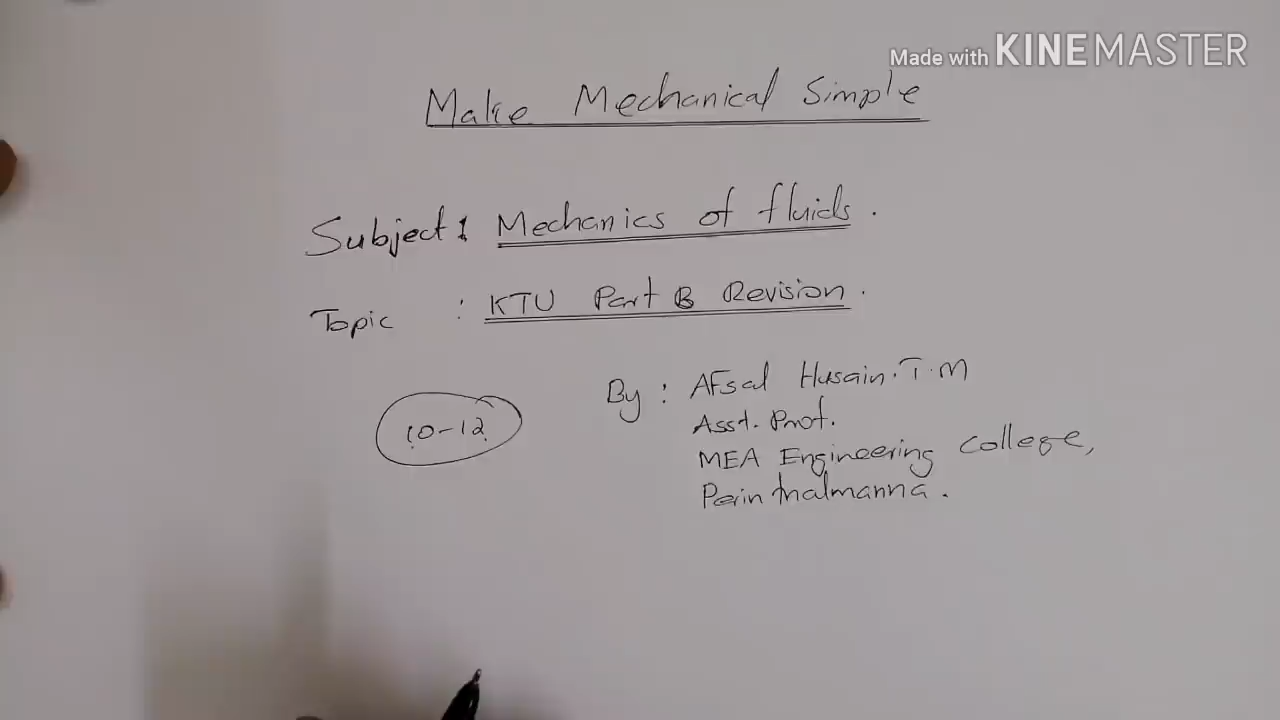 Made with KINEMASTER
Make Mechanical Simple
Subject : Mechanics of fluids.
Topic : KTU Part B Revision.
By : AFsal Husain.T.M
10-12
Asst. Prof.
MEA Engineering College,
Perinthalmanna.